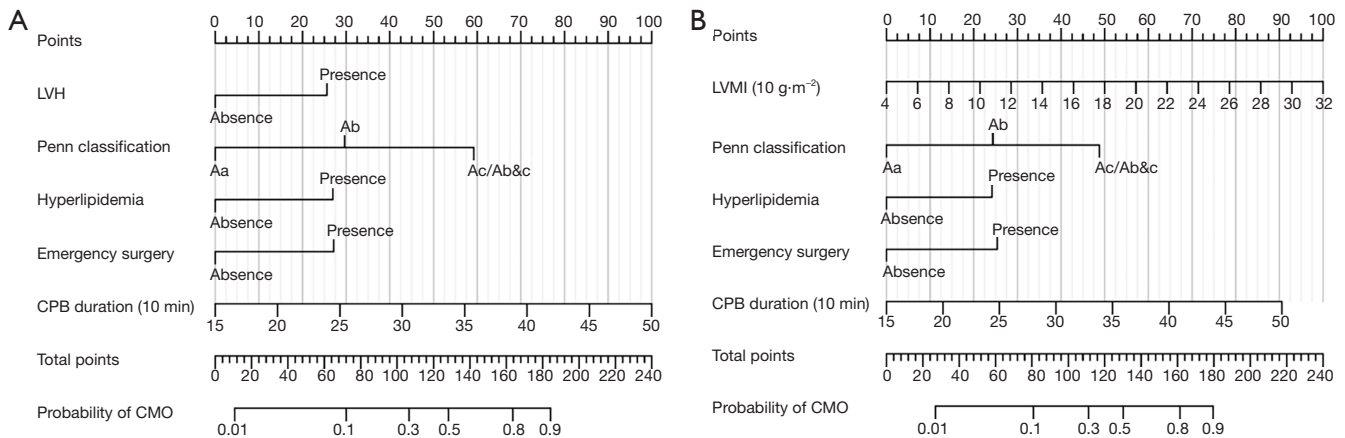 A
Points
0 10 20 30 40 50 60 70 80 90 100
LVH
Presence
Absence
Penn classification
Ab
Aa
Ac/Ab&c
Hyperlipidemia
Presence
Absence
Emergency surgery
Presence
Absence
CPB duration (10 min)
15 20 25 30 35 40 45 50
Total points
0 20 40 60 80 100 120 140 160 180 200 220 240
Probability of CMO
0.01 0.1 0.3 0.5 0.8 0.9
B
Points
0 10 20 30 40 50 60 70 80 90 100
LVMI (10 g·m⁻²)
4 6 8 10 12 14 16 18 20 22 24 26 28 30 32
Penn classification
Ab
Aa
Ac/Ab&c
Hyperlipidemia
Presence
Absence
Emergency surgery
Presence
Absence
CPB duration (10 min)
15 20 25 30 35 40 45 50
Total points
0 20 40 60 80 100 120 140 160 180 200 220 240
Probability of CMO
0.01 0.1 0.3 0.5 0.8 0.9